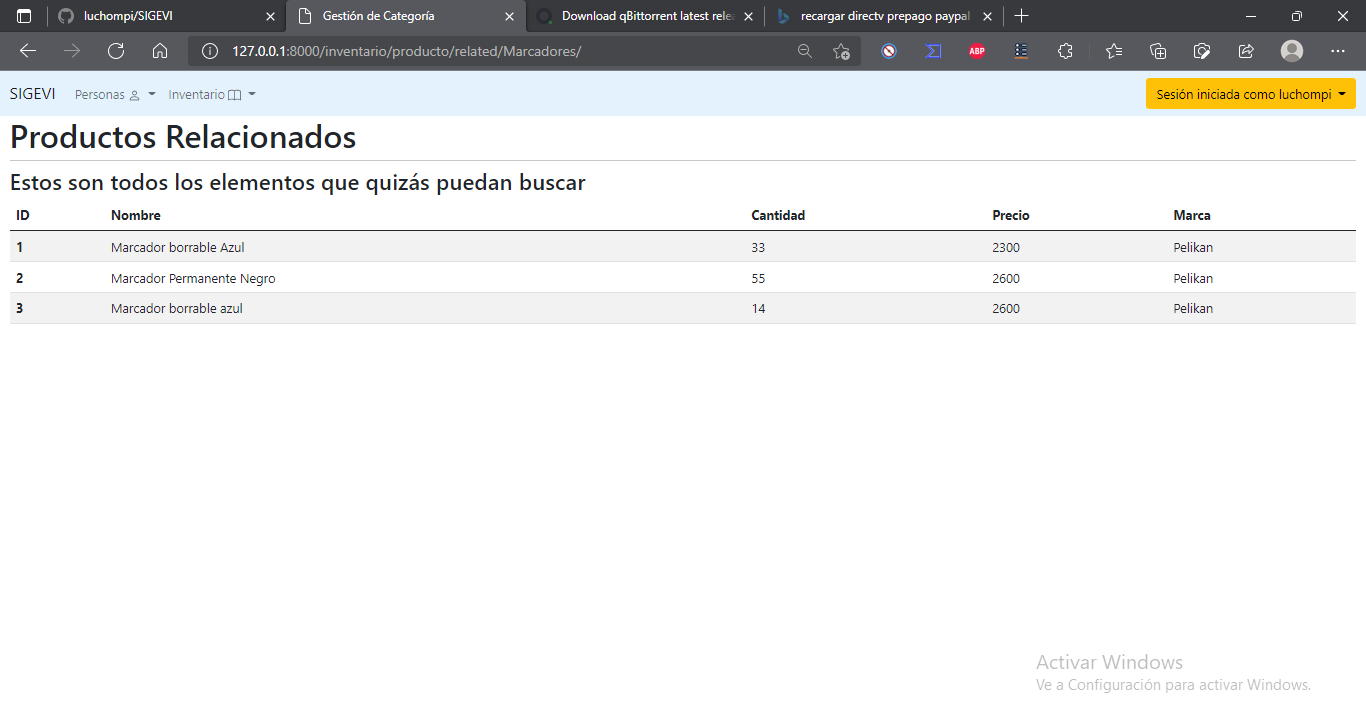 luchompi/SIGEVI
Gestión de Categoría
Download qBittorrent latest rele
recargar directv prepago paypal
127.0.0.1:8000/inventario/producto/related/Marcadores/
ABP
SIGEVI Personas Inventario Sesión iniciada como luchompi
Productos Relacionados
Estos son todos los elementos que quizás puedan buscar
ID Nombre Cantidad Precio Marca
1 Marcador borrable Azul 33 2300 Pelikan
2 Marcador Permanente Negro 55 2600 Pelikan
3 Marcador borrable azul 14 2600 Pelikan
Activar Windows
Ve a Configuración para activar Windows.